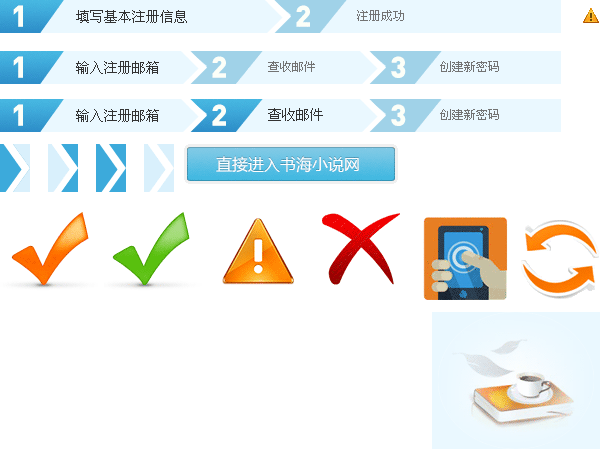 1 填写基本注册信息 2 注册成功
1 输入注册邮箱 2 查收邮件 3 创建新密码
1 输入注册邮箱 2 查收邮件 3 创建新密码
直接进入书海小说网